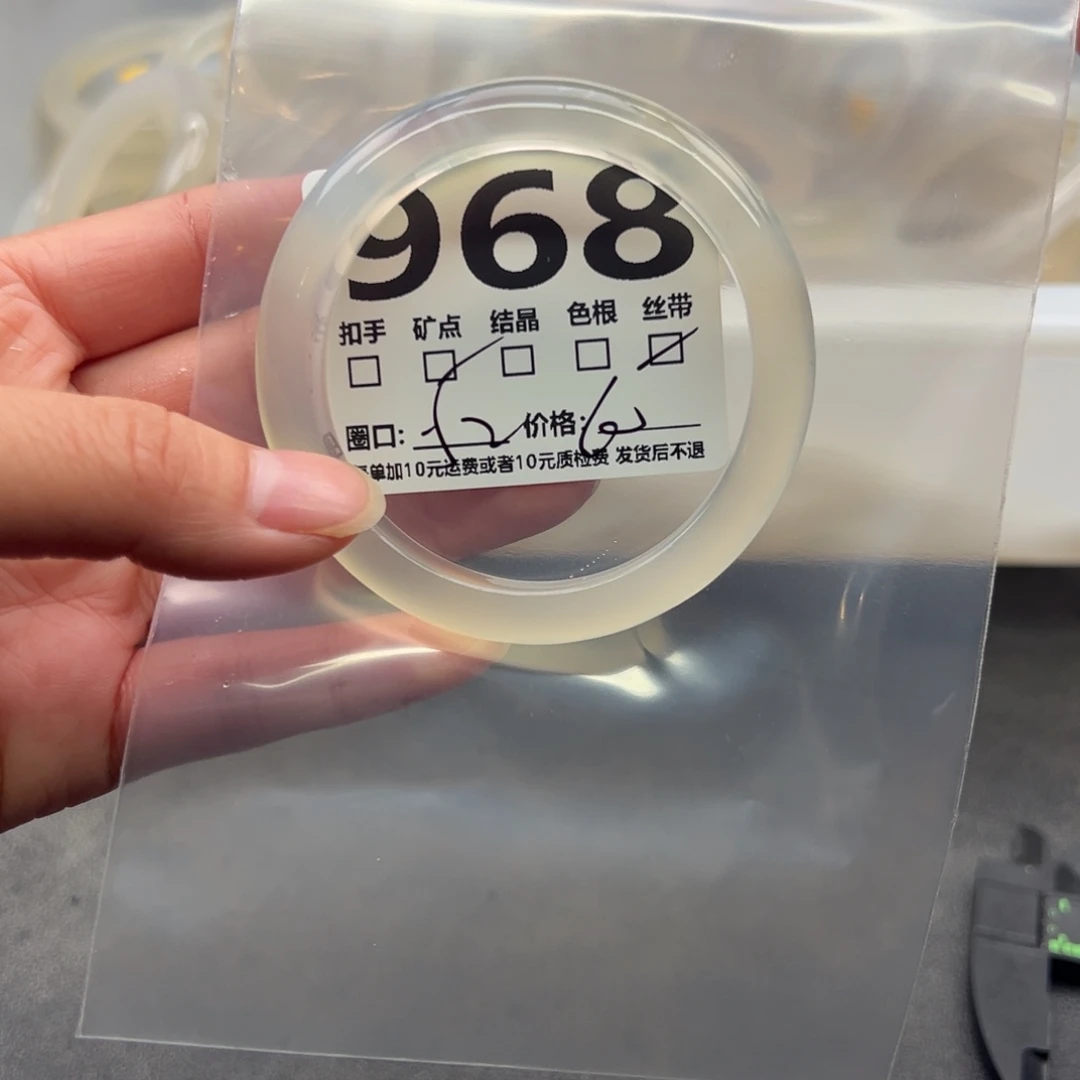 968
扣手 矿点 结晶 色根 丝带
圈口: 价格:
单加10元运费或者10元质检费 发货后不退